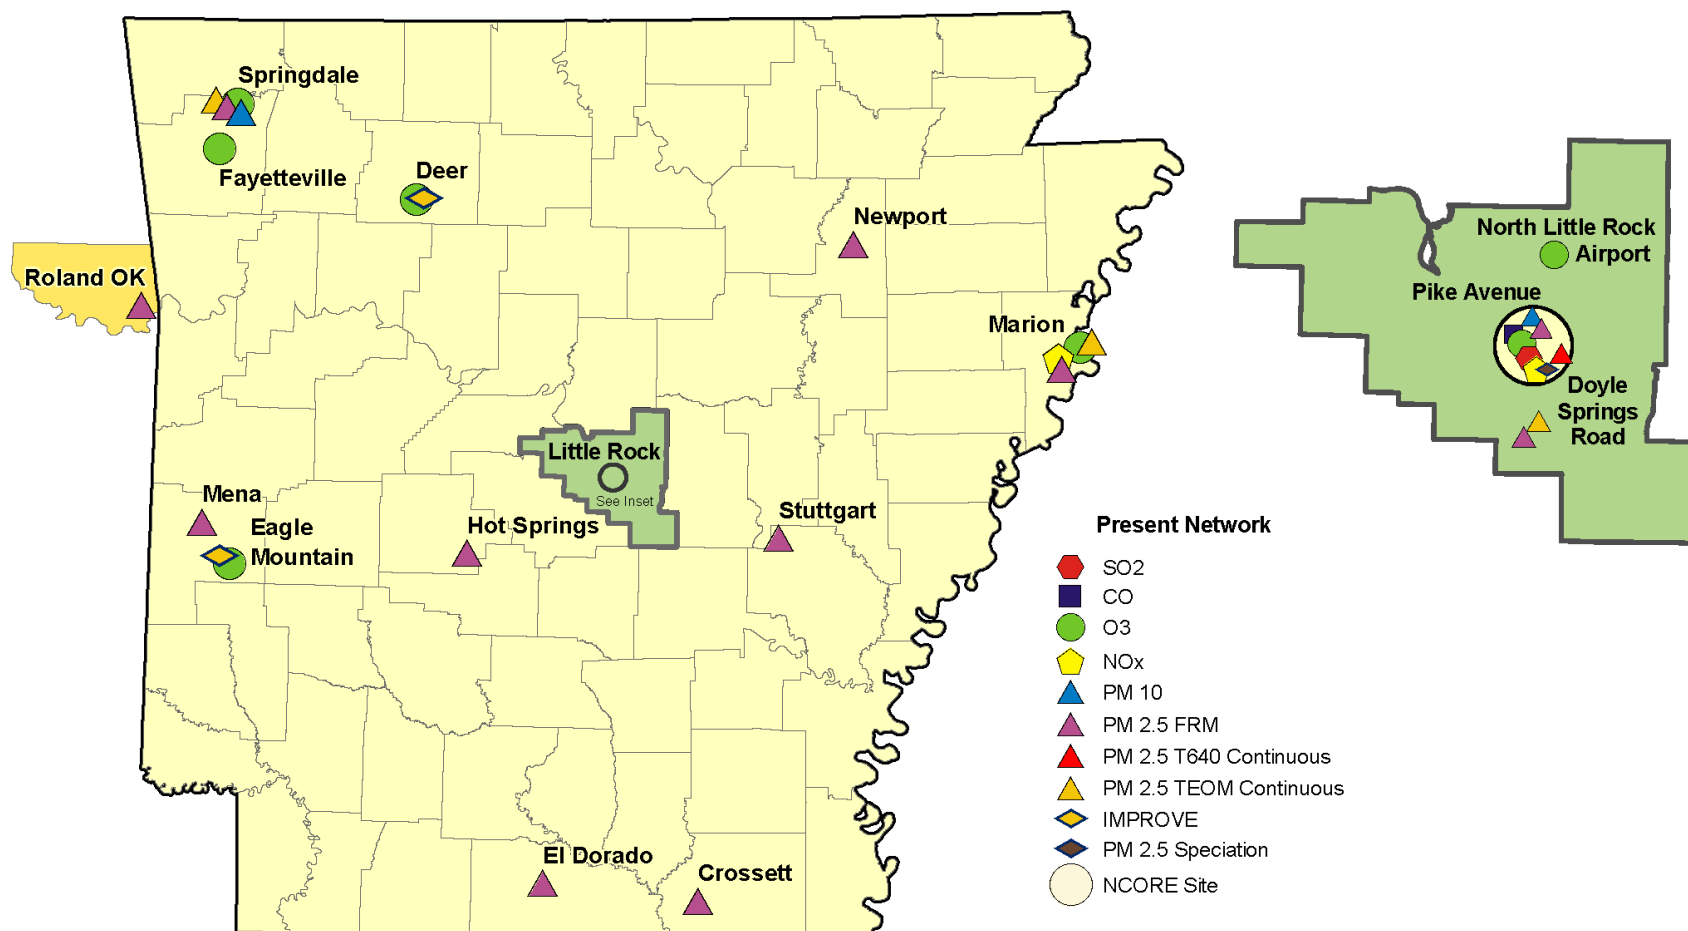 Springdale
Fayetteville
Deer
Newport
Roland OK
Marion
Little Rock
See Inset
Mena
Eagle
Mountain
Hot Springs
Stuttgart
El Dorado
Crossett
North Little Rock
Airport
Pike Avenue
Doyle
Springs
Road
Present Network
SO2
CO
O3
NOx
PM 10
PM 2.5 FRM
PM 2.5 T640 Continuous
PM 2.5 TEOM Continuous
IMPROVE
PM 2.5 Speciation
NCORE Site